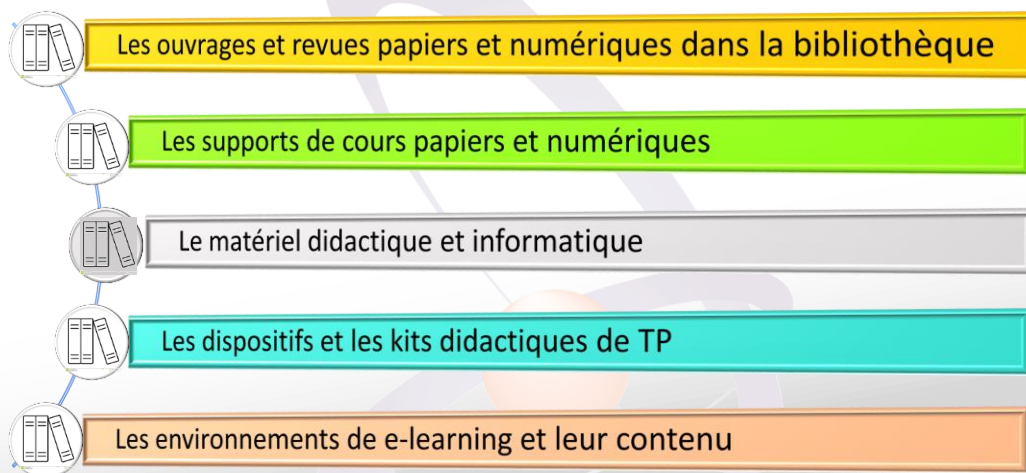 Les ouvrages et revues papiers et numériques dans la bibliothèque
Les supports de cours papiers et numériques
Le matériel didactique et informatique
Les dispositifs et les kits didactiques de TP
Les environnements de e-learning et leur contenu